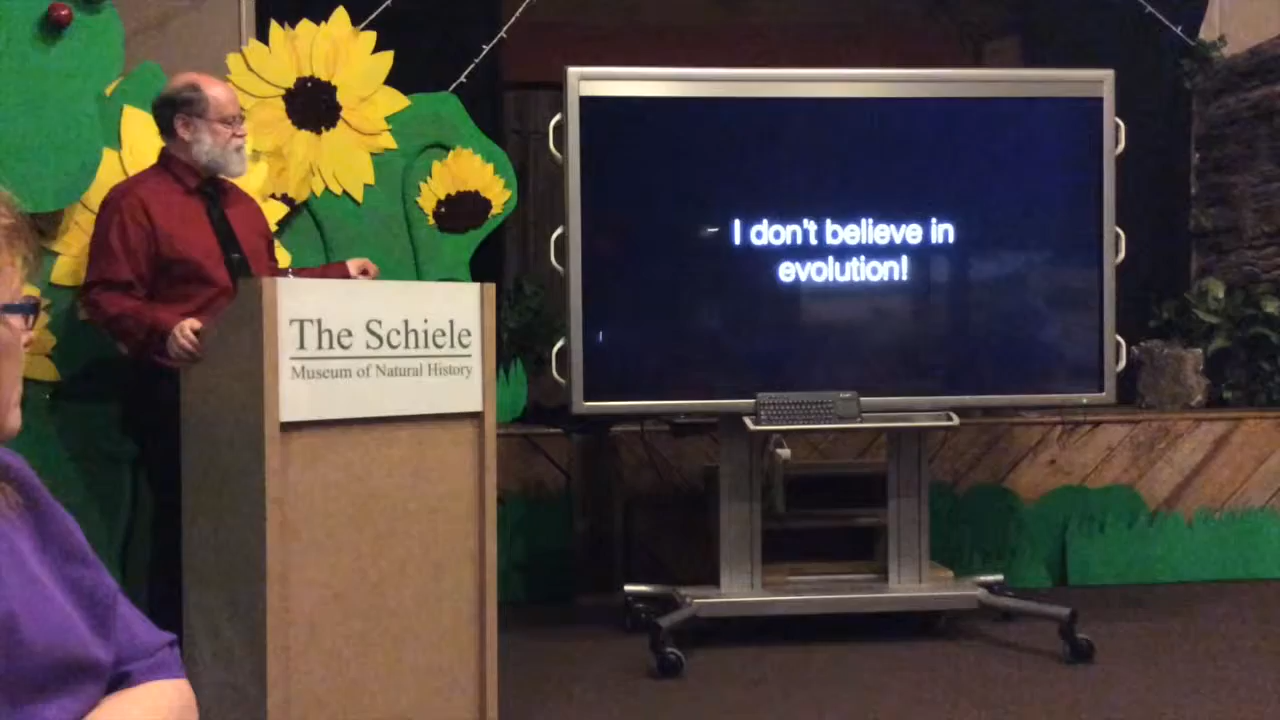 The Schiele
Museum of Natural History
I don't believe in
evolution!